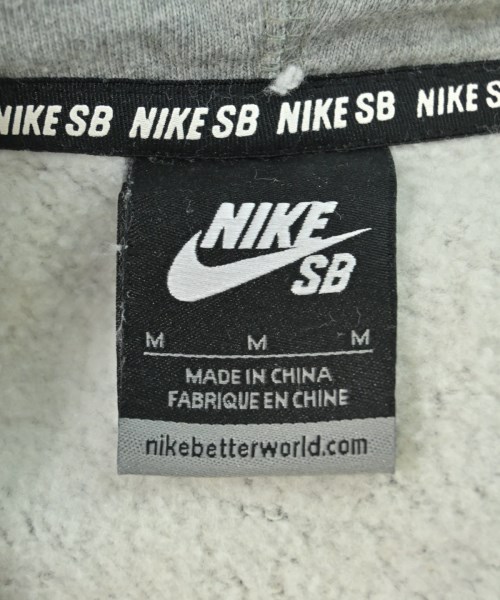 NIKE SB NIKE SB NIKE SB NIKE S
NIKE
SB
M M M
MADE IN CHINA
FABRIQUE EN CHINE
nikebetterworld.com